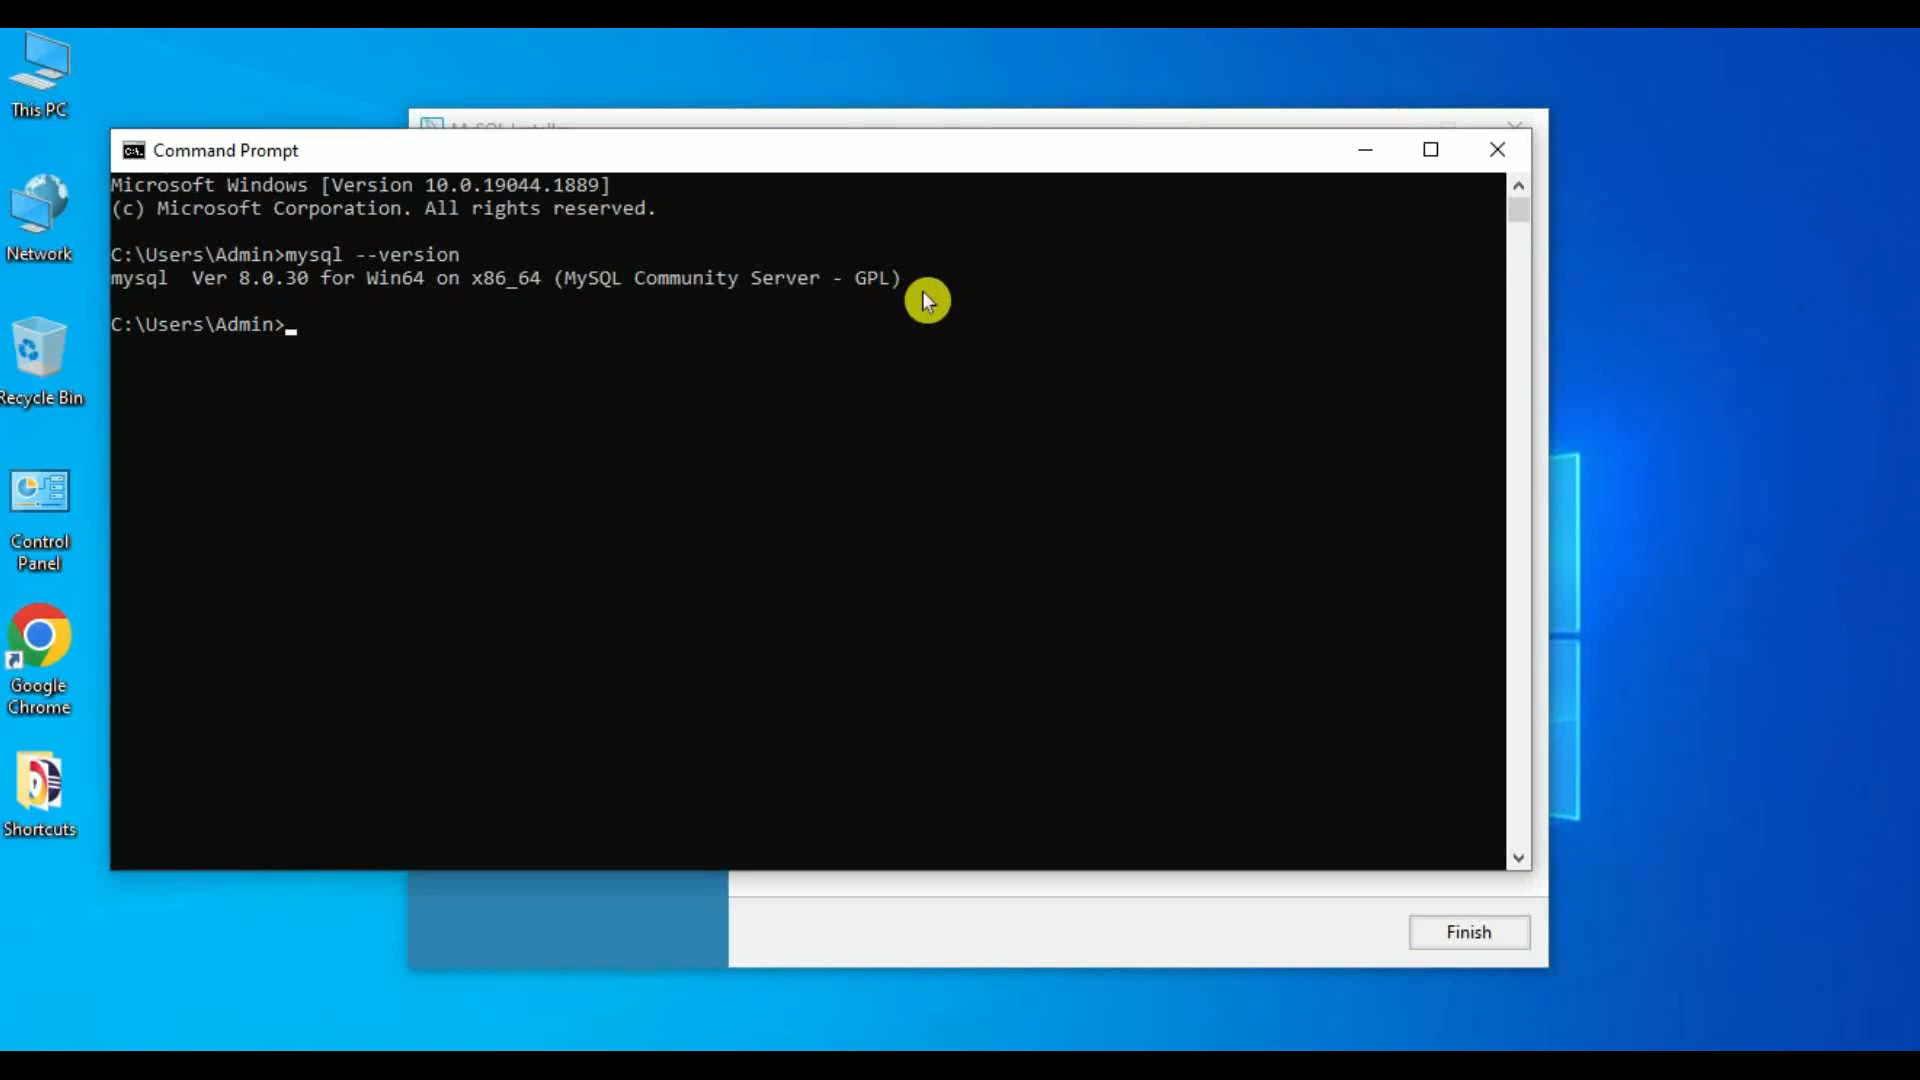 This PC
Network
Recycle Bin
Control
Panel
Google
Chrome
Shortcuts
Command Prompt
Microsoft Windows [Version 10.0.19044.1889]
(c) Microsoft Corporation. All rights reserved.
C:\Users\Admin>mysql --version
mysql  Ver 8.0.30 for Win64 on x86_64 (MySQL Community Server - GPL)
C:\Users\Admin>
Finish